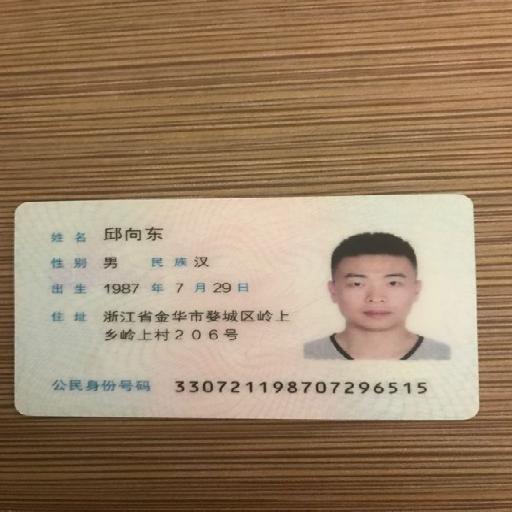 姓名 邱向东
性别 男 民族 汉
出生 1987 年 7 月 29 日
住址 浙江省金华市婺城区岭上
乡岭上村206号
公民身份号码 330721198707296515